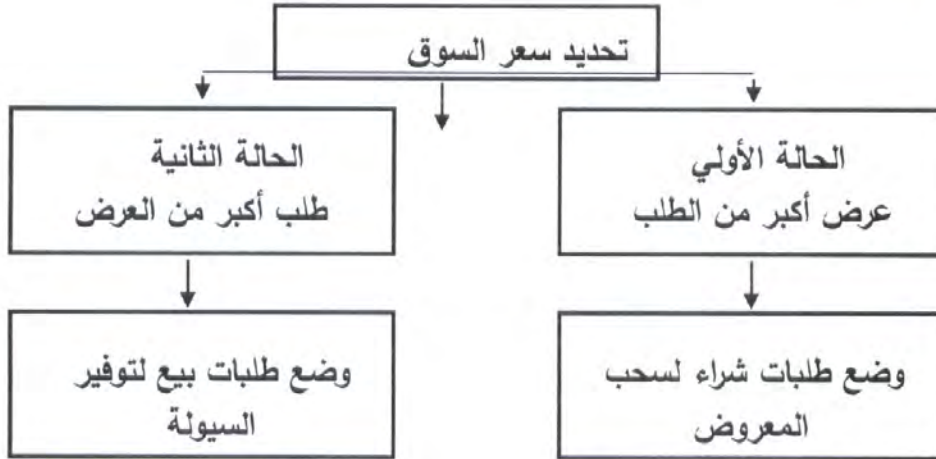 تحديد سعر السوق
الحالة الأولي
عرض أكبر من الطلب
الحالة الثانية
طلب أكبر من العرض
وضع طلبات شراء لسحب
المعروض
وضع طلبات بيع لتوفير
السيولة